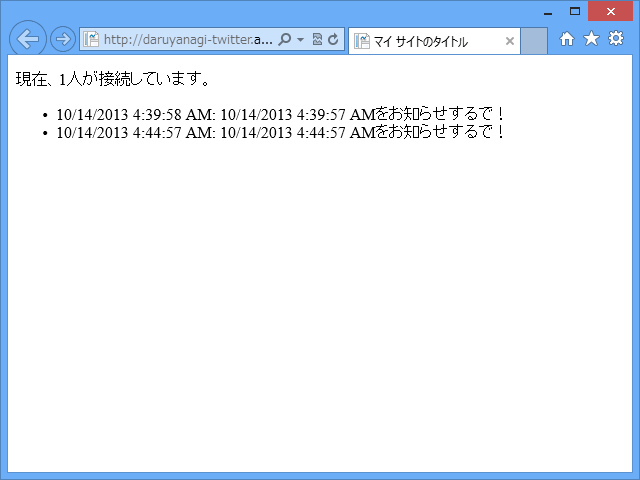 http://daruyanagi-twitter.a...
マイ サイトのタイトル
現在、1人が接続しています。
• 10/14/2013 4:39:58 AM: 10/14/2013 4:39:57 AMをお知らせするで！
• 10/14/2013 4:44:57 AM: 10/14/2013 4:44:57 AMをお知らせするで！